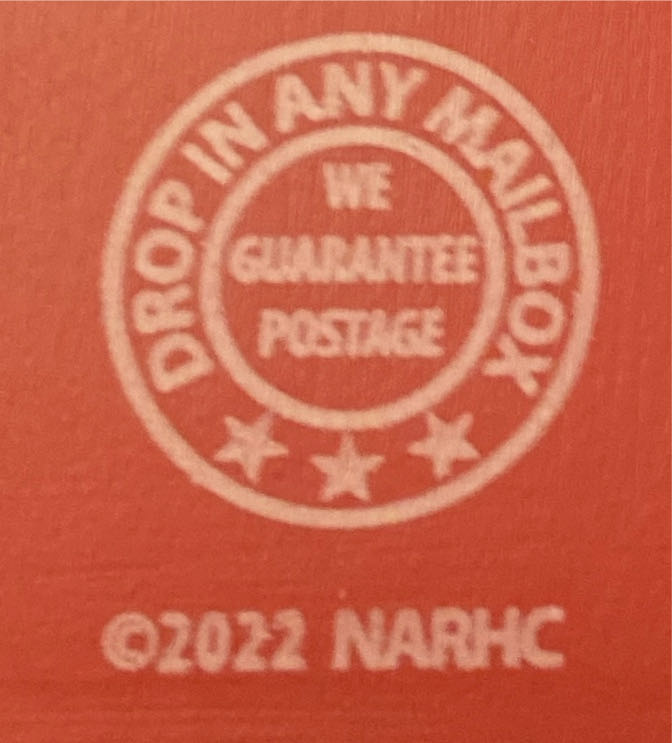 DROP IN ANY MAILBOX
WE
GUARANTEE
POSTAGE
©2022 NARHC